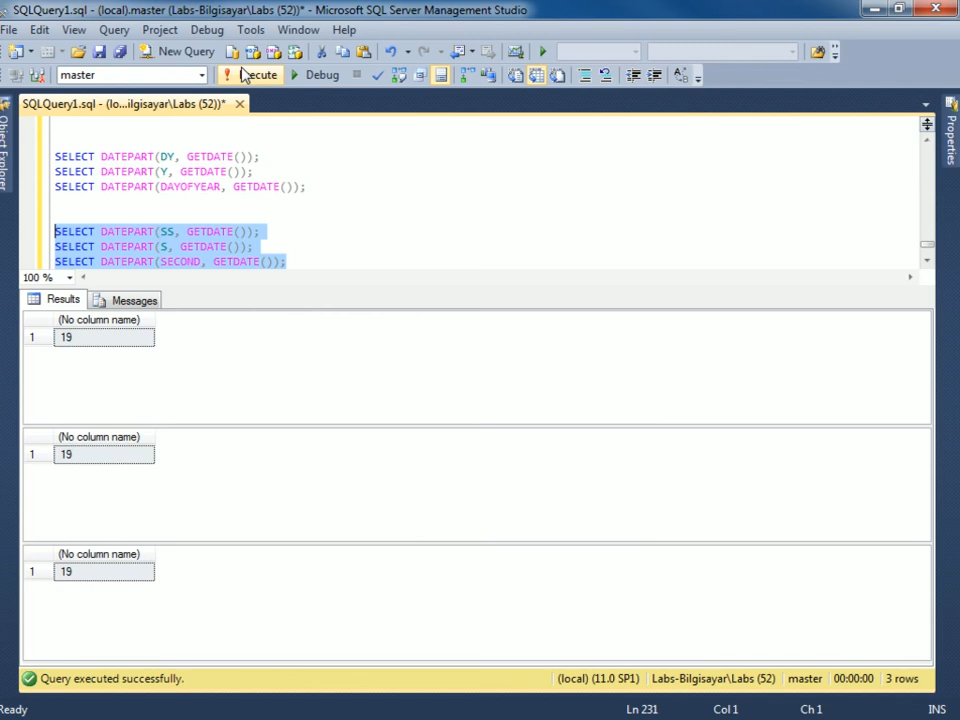 SQLQuery1.sql - (local).master (Labs-Bilgisayar\Labs (52))* - Microsoft SQL Server Management Studio
File Edit View Query Project Debug Tools Window Help
New Query
master Debug
SQLQuery1.sql - (lo...ilgisayar\Labs (52))*
Object Explorer
Properties
SELECT DATEPART(DY, GETDATE());
SELECT DATEPART(Y, GETDATE());
SELECT DATEPART(DAYOFYEAR, GETDATE());
SELECT DATEPART(SS, GETDATE());
SELECT DATEPART(S, GETDATE());
SELECT DATEPART(SECOND, GETDATE());
100 %
Results Messages
(No column name)
1 19
(No column name)
1 19
(No column name)
1 19
Query executed successfully. (local) (11.0 SP1) Labs-Bilgisayar\Labs (52) master 00:00:00 3 rows
Ready Ln 231 Col 1 Ch 1 INS